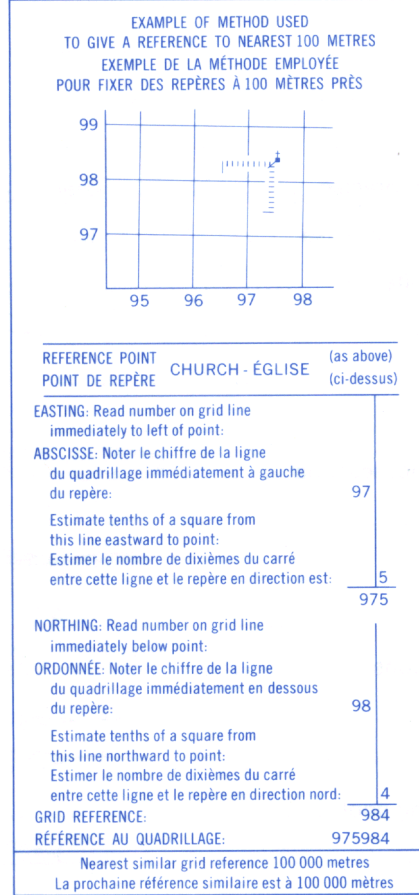 EXAMPLE OF METHOD USED
TO GIVE A REFERENCE TO NEAREST 100 METRES
EXEMPLE DE LA MÉTHODE EMPLOYÉE
POUR FIXER DES REPÈRES À 100 MÈTRES PRÈS
99
98
97
95 96 97 98
REFERENCE POINT
POINT DE REPÈRE
CHURCH - ÉGLISE
(as above)
(ci-dessus)
EASTING: Read number on grid line
immediately to left of point:
ABSCISSE: Noter le chiffre de la ligne
du quadrillage immédiatement à gauche
du repère: 97
Estimate tenths of a square from
this line eastward to point:
Estimer le nombre de dixièmes du carré
entre cette ligne et le repère en direction est: 5
975
NORTHING: Read number on grid line
immediately below point:
ORDONNÉE: Noter le chiffre de la ligne
du quadrillage immédiatement en dessous
du repère: 98
Estimate tenths of a square from
this line northward to point:
Estimer le nombre de dixièmes du carré
entre cette ligne et le repère en direction nord: 4
GRID REFERENCE: 984
RÉFÉRENCE AU QUADRILLAGE: 975984
Nearest similar grid reference 100 000 metres
La prochaine référence similaire est à 100 000 mètres